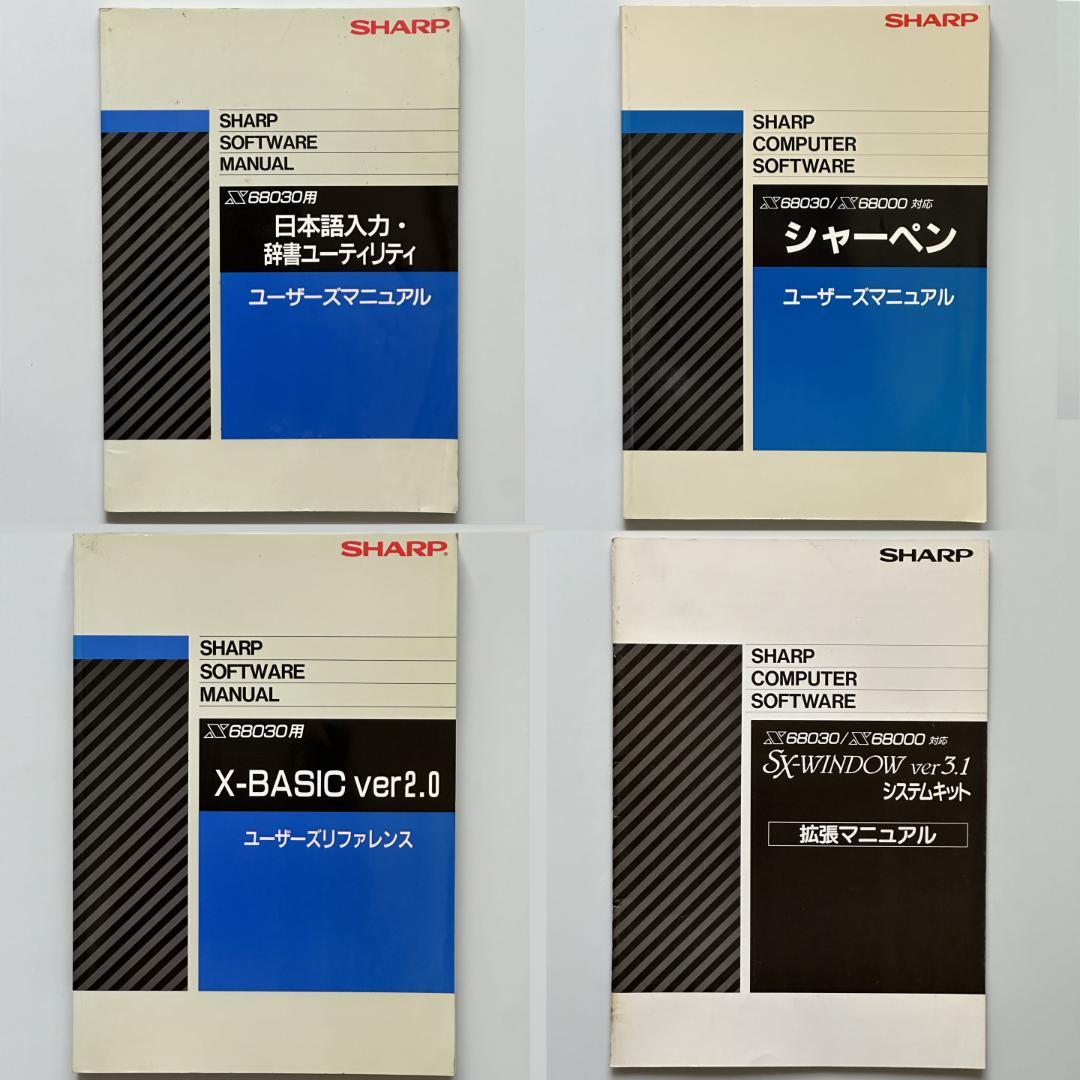 SHARP
SHARP
SOFTWARE
MANUAL
X68030用
日本語入力・
辞書ユーティリティ
ユーザーズマニュアル
SHARP
SHARP
COMPUTER
SOFTWARE
X68030/X68000 対応
シャーペン
ユーザーズマニュアル
SHARP
SHARP
SOFTWARE
MANUAL
X68030用
X-BASIC ver2.0
ユーザーズリファレンス
SHARP
SHARP
COMPUTER
SOFTWARE
X68030/X68000 対応
SX-WINDOW ver3.1
システムキット
拡張マニュアル